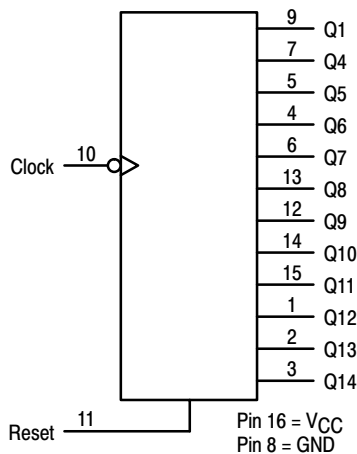 9 Q1
7 Q4
5 Q5
4 Q6
6 Q7
Clock 10
13 Q8
12 Q9
14 Q10
15 Q11
1 Q12
2 Q13
3 Q14
Reset 11
Pin 16 = VCC
Pin 8 = GND